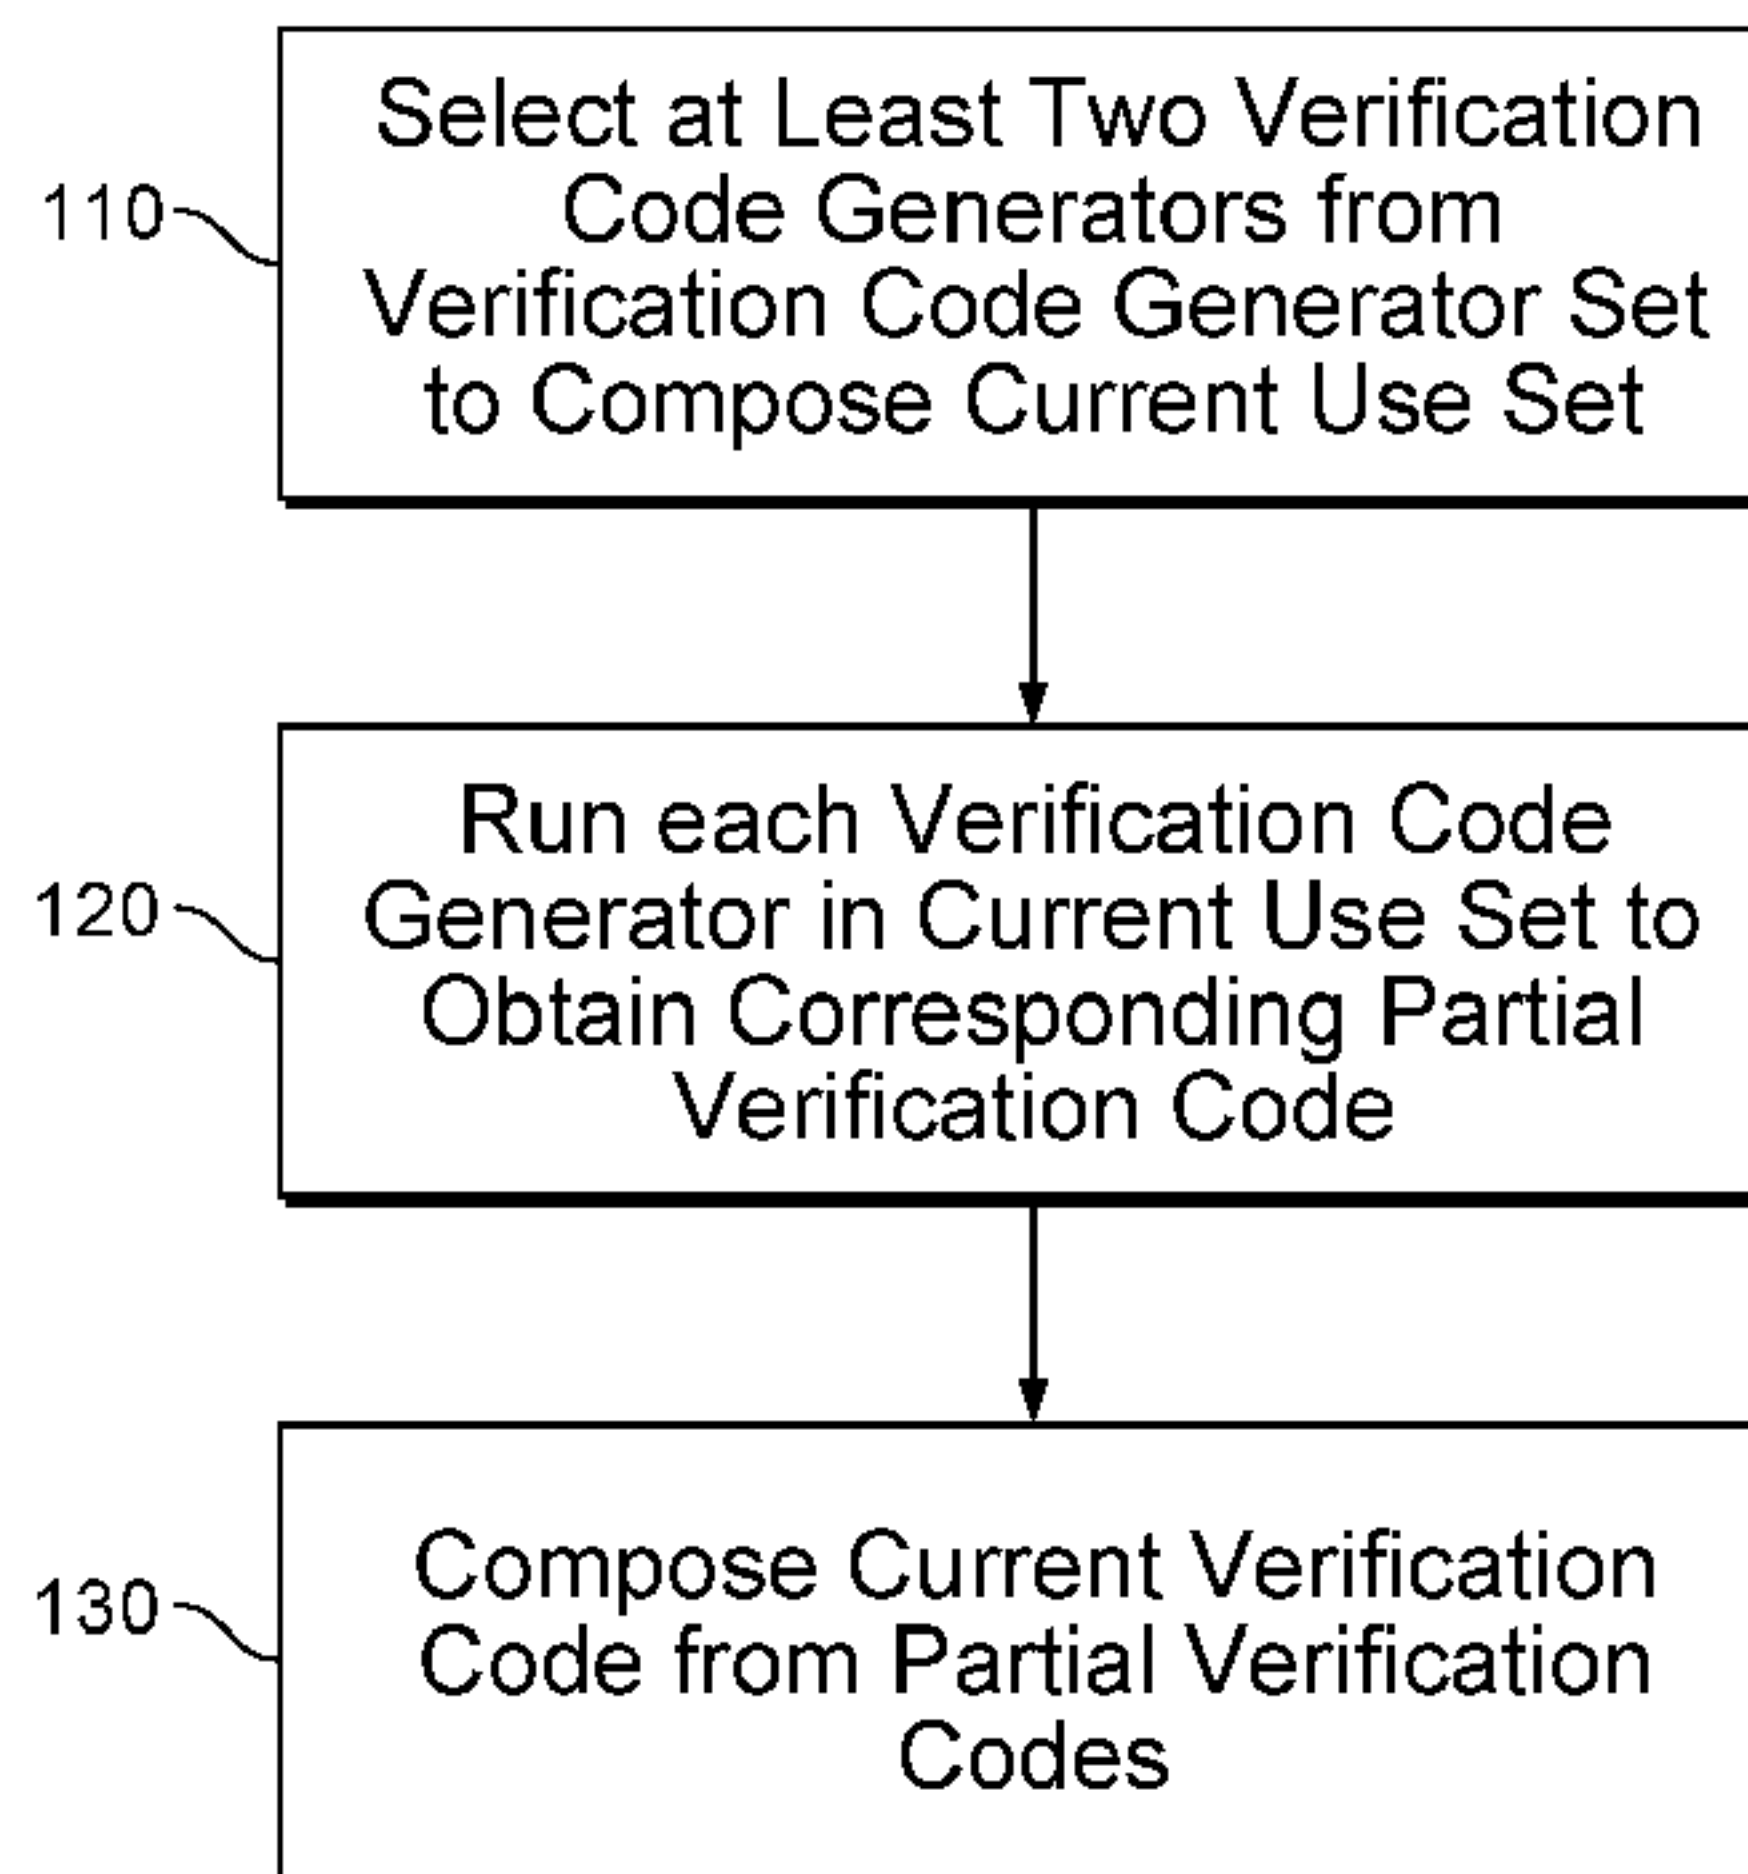 Select at Least Two Verification
110
Code Generators from
Verification Code Generator Set
to Compose Current Use Set
Run each Verification Code
120
Generator in Current Use Set to
Obtain Corresponding Partial
Verification Code
Compose Current Verification
130
Code from Partial Verification
Codes